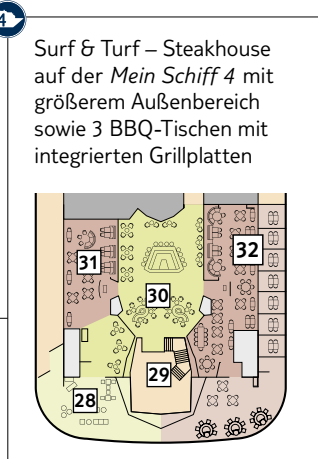 4
Surf & Turf – Steakhouse
auf der Mein Schiff 4 mit
größerem Außenbereich
sowie 3 BBQ-Tischen mit
integrierten Grillplatten
31
32
30
29
28